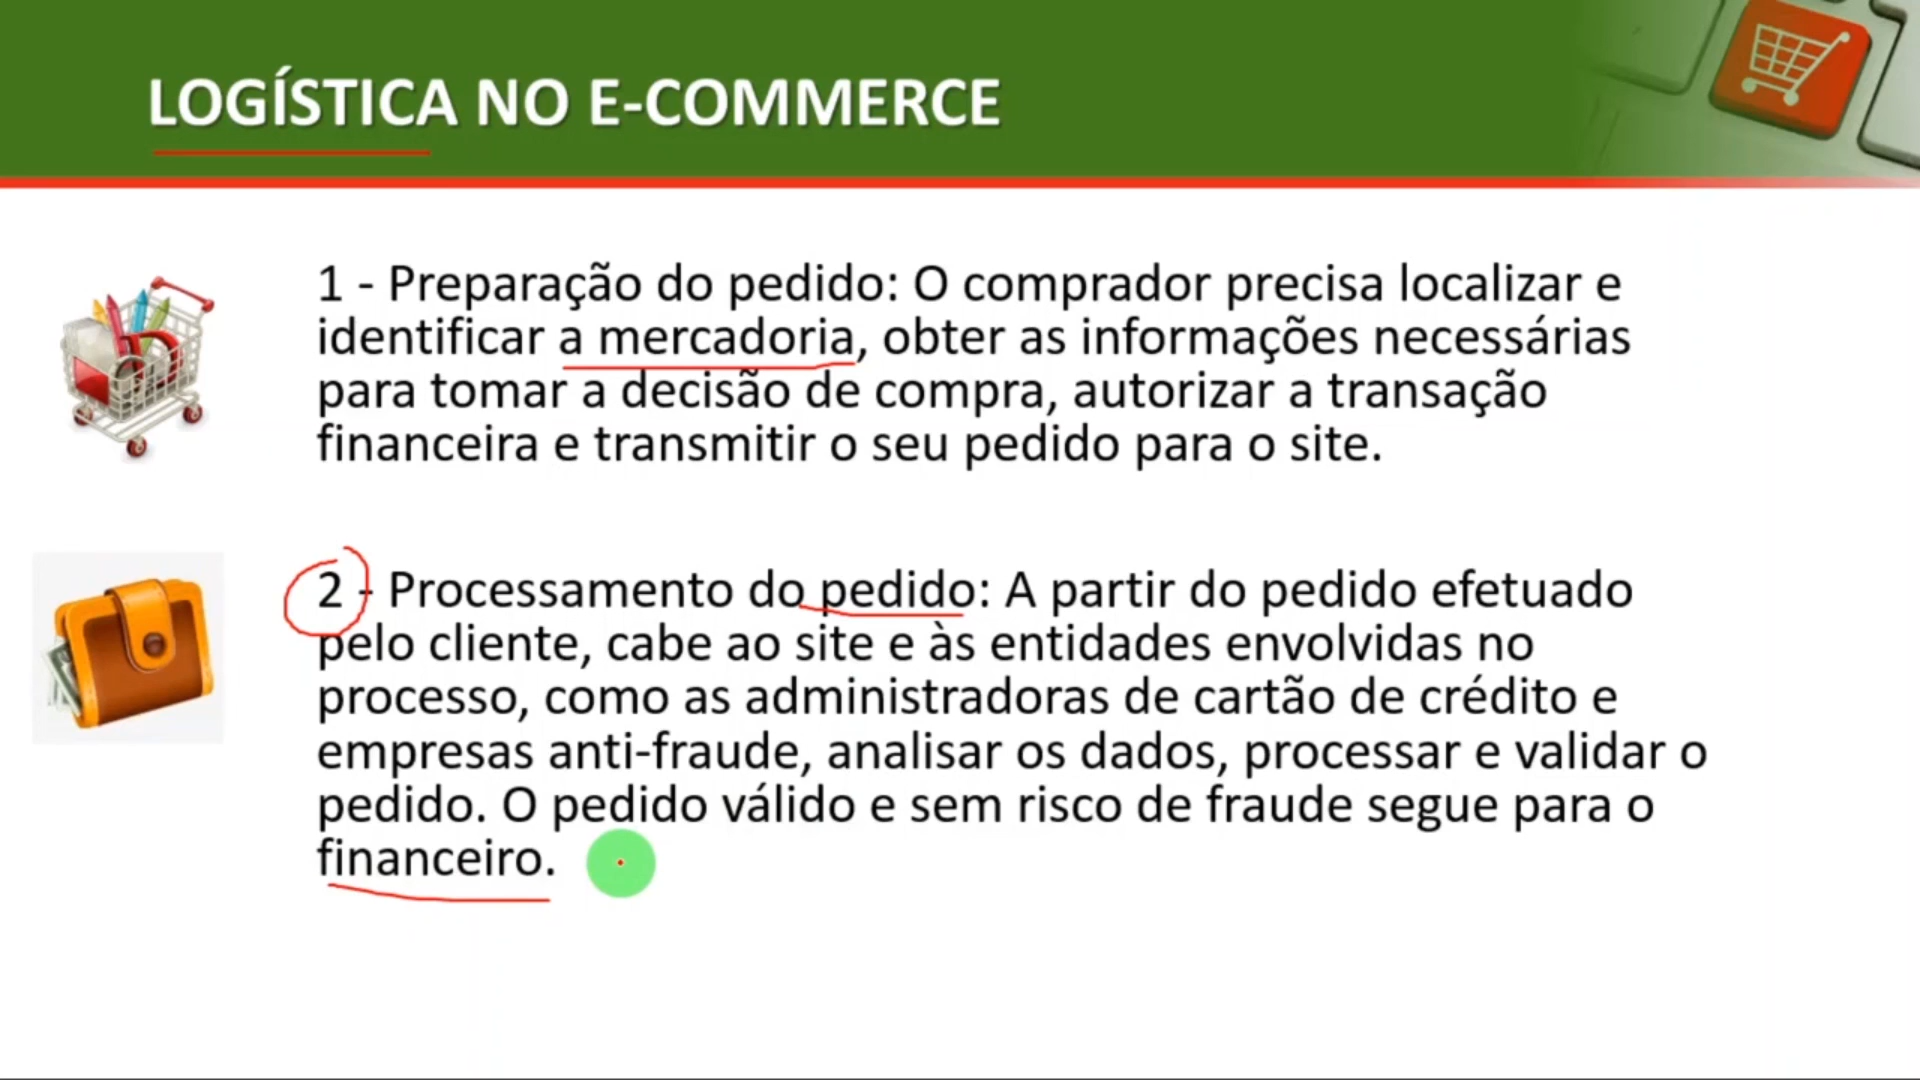 LOGÍSTICA NO E-COMMERCE
1 - Preparação do pedido: O comprador precisa localizar e
identificar a mercadoria, obter as informações necessárias
para tomar a decisão de compra, autorizar a transação
financeira e transmitir o seu pedido para o site.
2 - Processamento do pedido: A partir do pedido efetuado
pelo cliente, cabe ao site e às entidades envolvidas no
processo, como as administradoras de cartão de crédito e
empresas anti-fraude, analisar os dados, processar e validar o
pedido. O pedido válido e sem risco de fraude segue para o
financeiro.